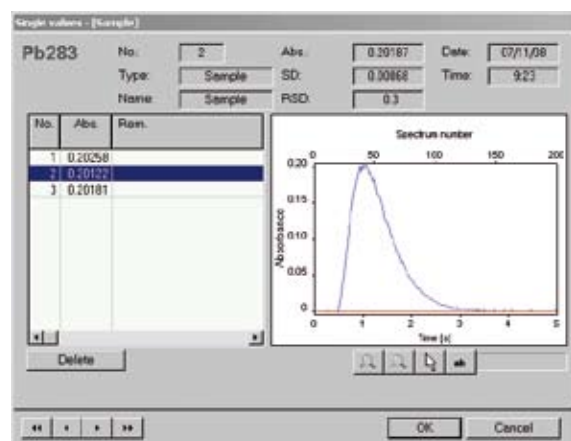 Single values - [Sample]
Pb283
No.: 2 Abs.: 0.20187 Date: 07/11/08
Type: Sample SD: 0.00068 Time: 9:23
Name: Sample RSD: 0.3
No. Abs. Rem.
1 0.20258
2 0.20122
3 0.20181
Spectrum number
0 50 100 150 200
Absorbance
0.20
0.15
0.10
0.05
0
0 1 2 3 4 5
Time [s]
Delete
ab
OK Cancel